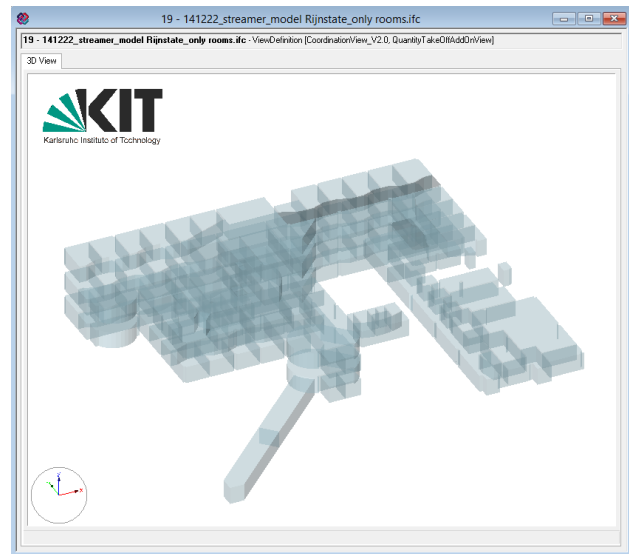 19 - 141222_streamer_model Rijnstate_only rooms.ifc
19 - 141222_streamer_model Rijnstate_only rooms.ifc - ViewDefinition [CoordinationView_V2.0, QuantityTakeOffAddOnView]
3D View
KIT
Karlsruhe Institute of Technology
z
y
x